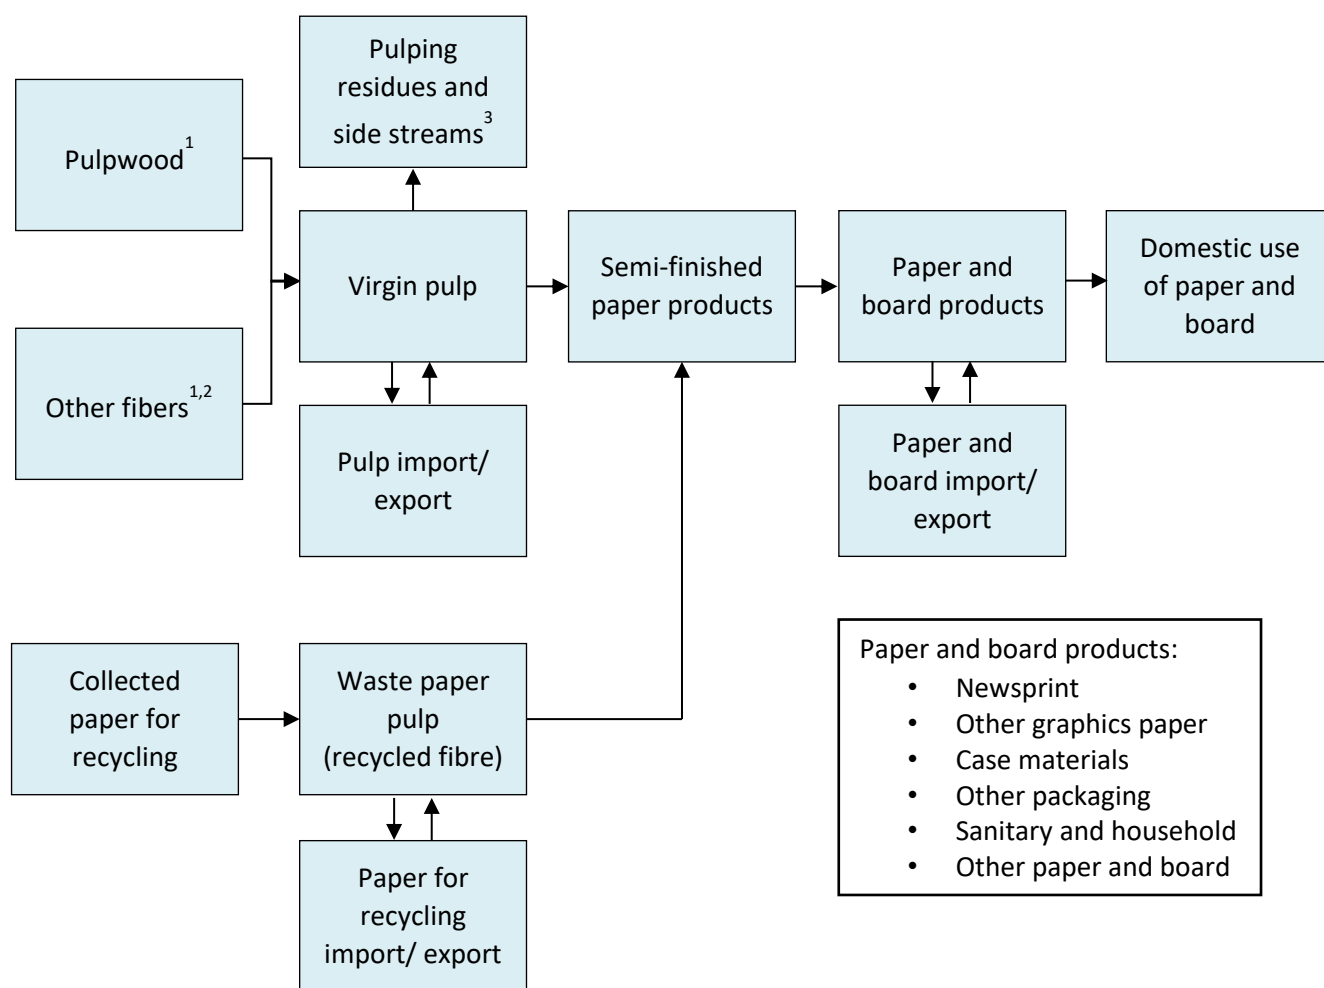 Pulping
residues and
side streams3
Pulpwood1
Virgin pulp
Semi-finished
paper products
Paper and
board products
Domestic use
of paper and
board
Other fibers1,2
Pulp import/
export
Paper and
board import/
export
Collected
paper for
recycling
Waste paper
pulp
(recycled fibre)
Paper for
recycling
import/ export
Paper and board products:
• Newsprint
• Other graphics paper
• Case materials
• Other packaging
• Sanitary and household
• Other paper and board